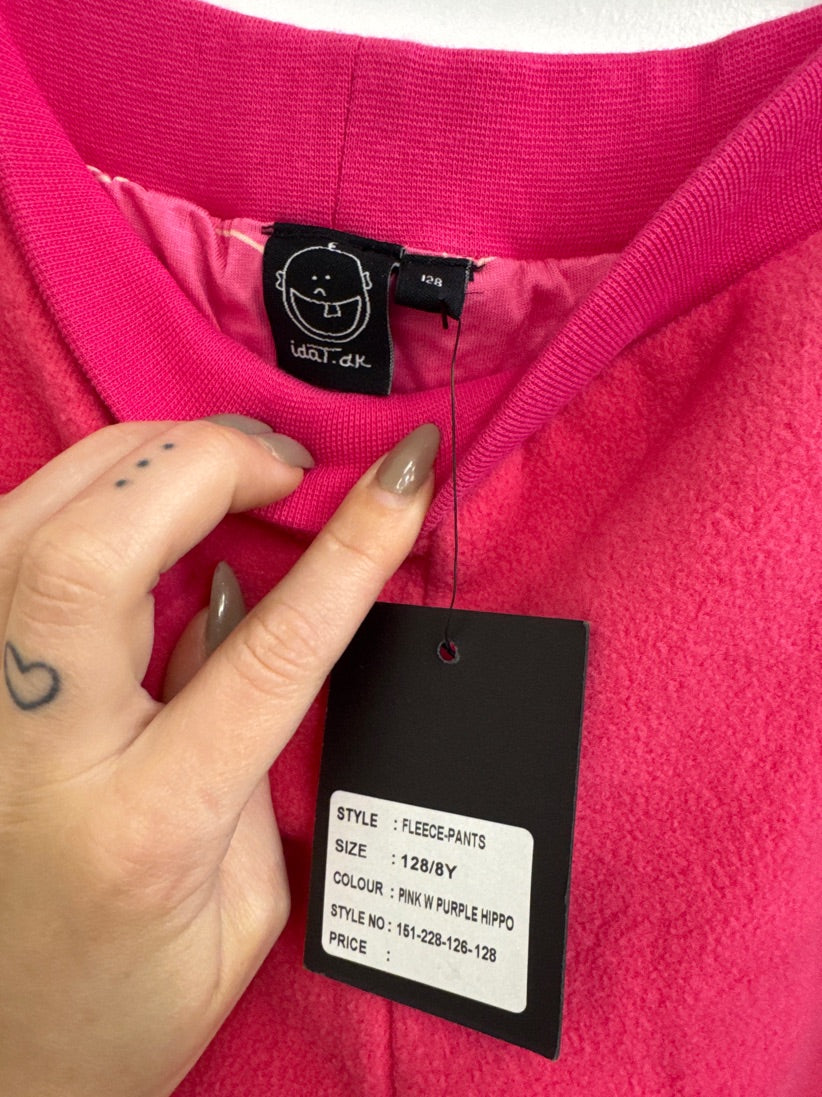 128
idaT.dk
STYLE : FLEECE-PANTS
SIZE : 128/8Y
COLOUR : PINK W PURPLE HIPPO
STYLE NO : 151-228-126-128
PRICE :